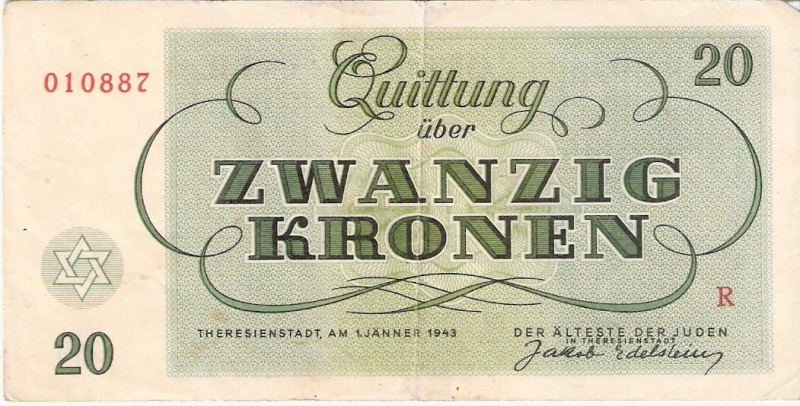 010887
Quittung
20
über
ZWANZIG
KRONEN
R
THERESIENSTADT, AM 1. JÄNNER 1943
DER ÄLTESTE DER JUDEN
IN THERESIENSTADT
Jakob Edelstein
20